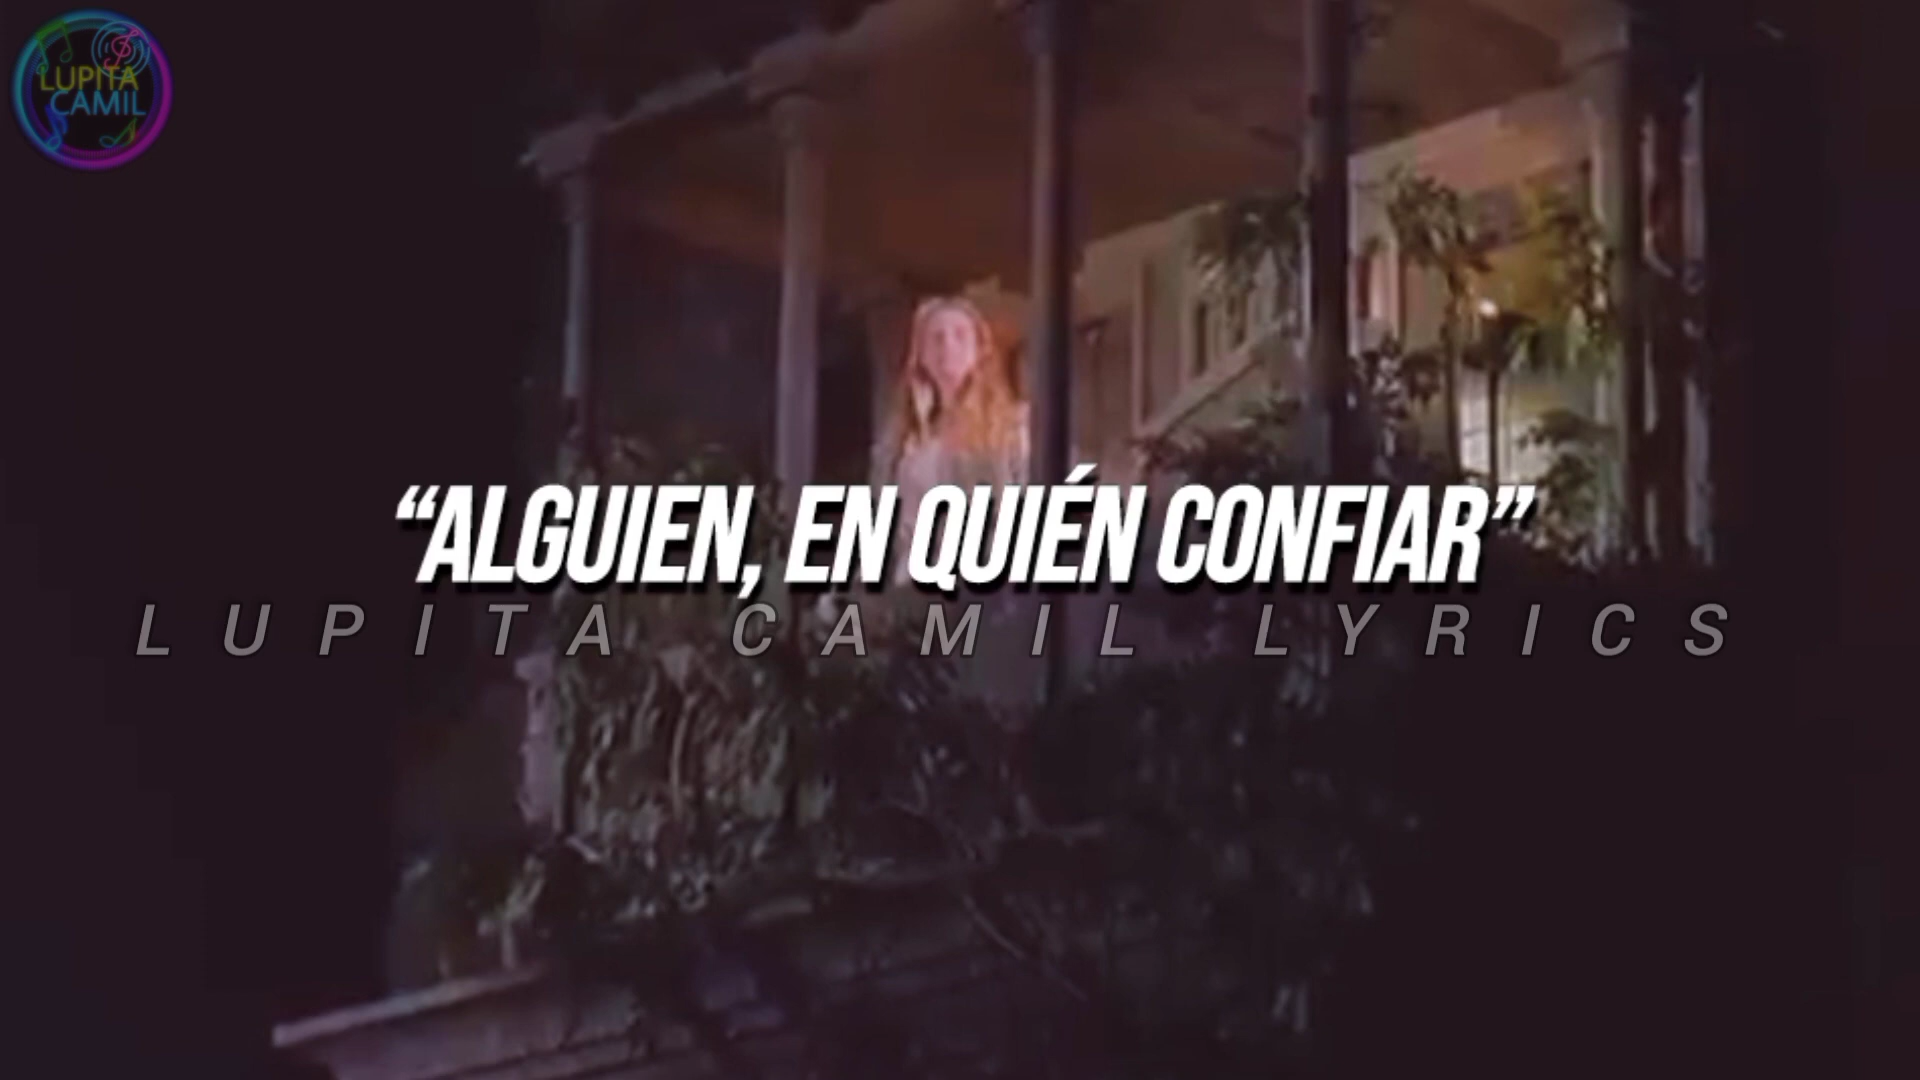 LUPITA
CAMIL
“ALGUIEN, EN QUIÉN CONFIAR”
LUPITA CAMIL LYRICS